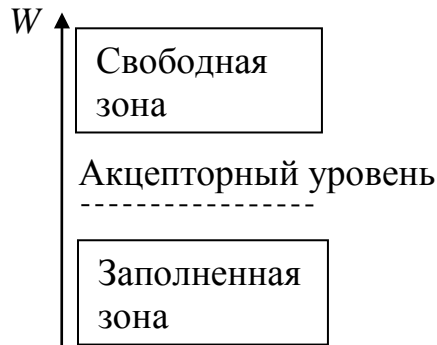 W
Свободная
зона
Акцепторный уровень
Заполненная
зона